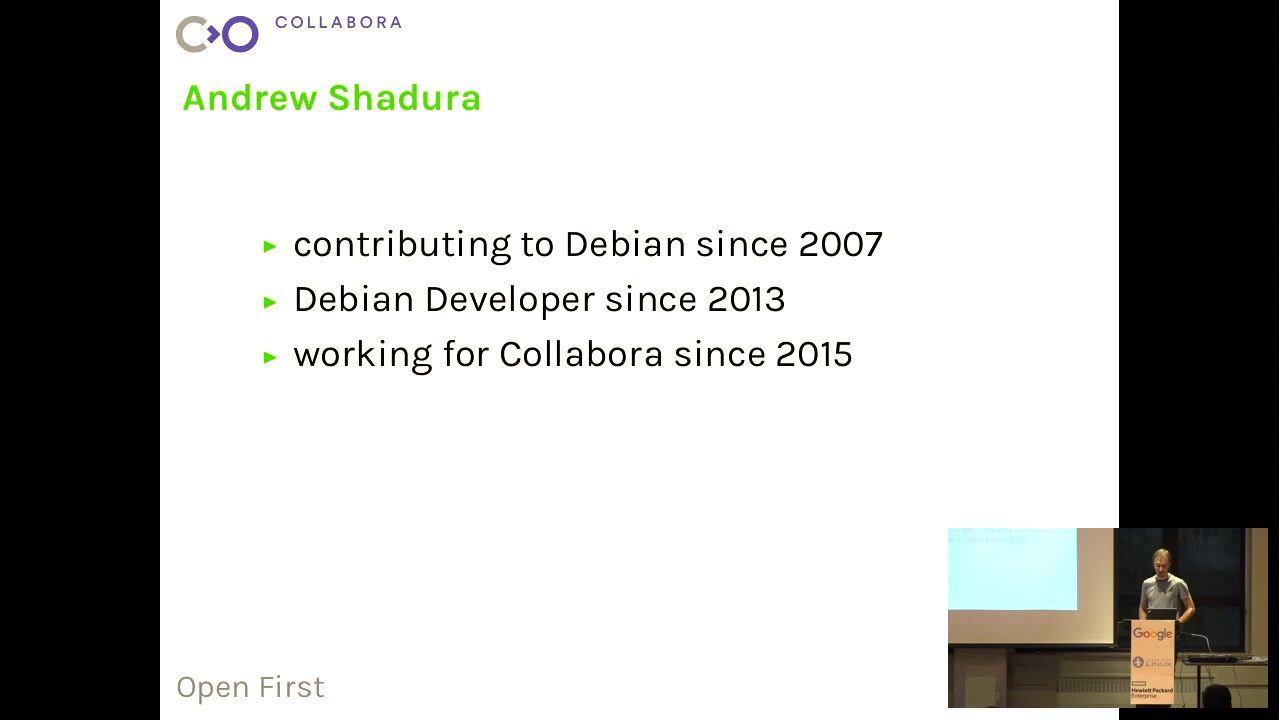 COLLABORA
Andrew Shadura
contributing to Debian since 2007
Debian Developer since 2013
working for Collabora since 2015
Open First
Google
LINUX
Hewlett Packard
Enterprise